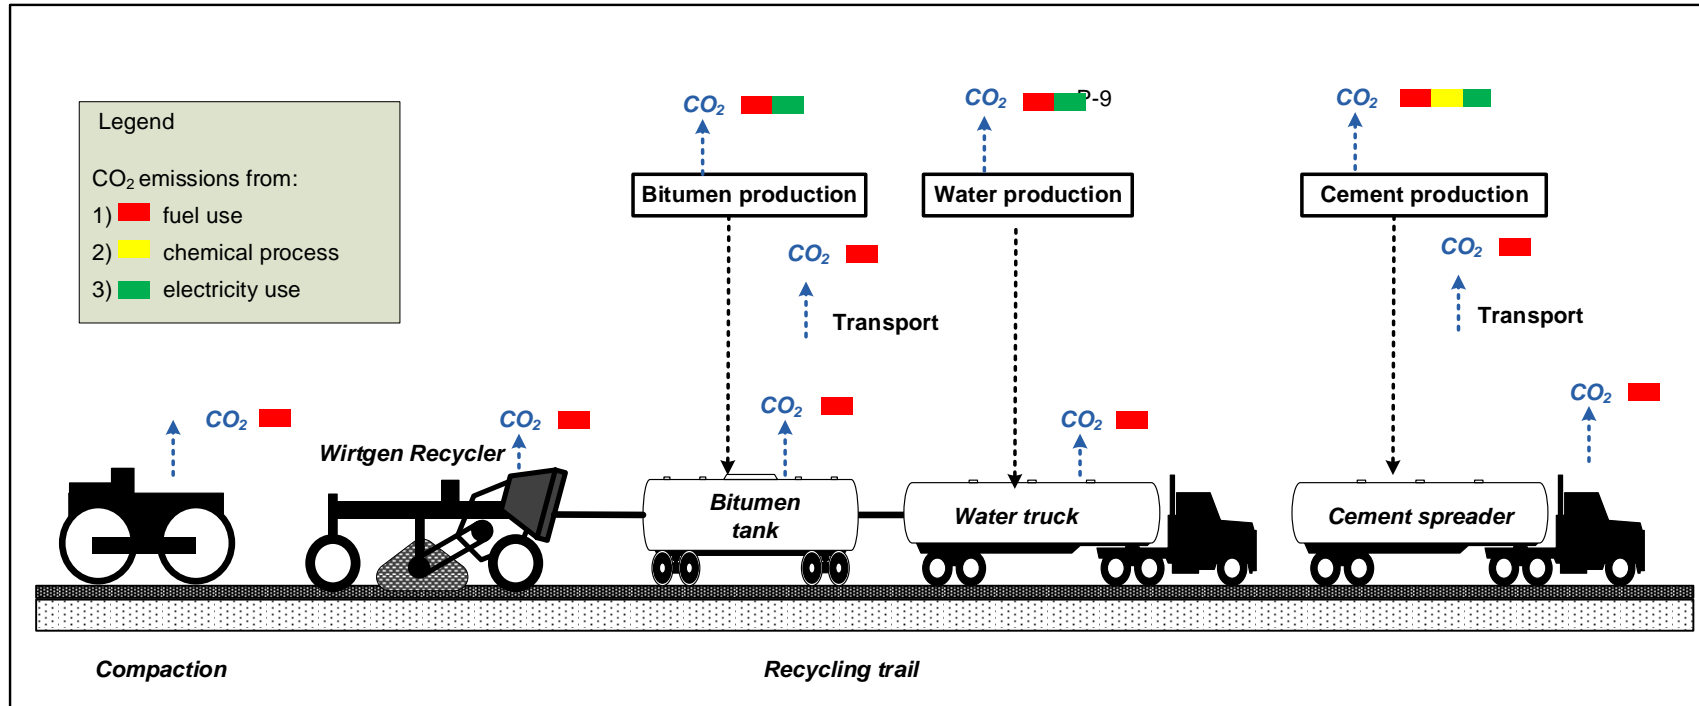 CO₂
CO₂
P-9
CO₂
Legend
CO₂ emissions from:
1) fuel use
2) chemical process
3) electricity use
Bitumen production
Water production
Cement production
CO₂
CO₂
Transport
Transport
CO₂
CO₂
CO₂
CO₂
CO₂
Wirtgen Recycler
Bitumen
tank
Water truck
Cement spreader
Compaction
Recycling trail